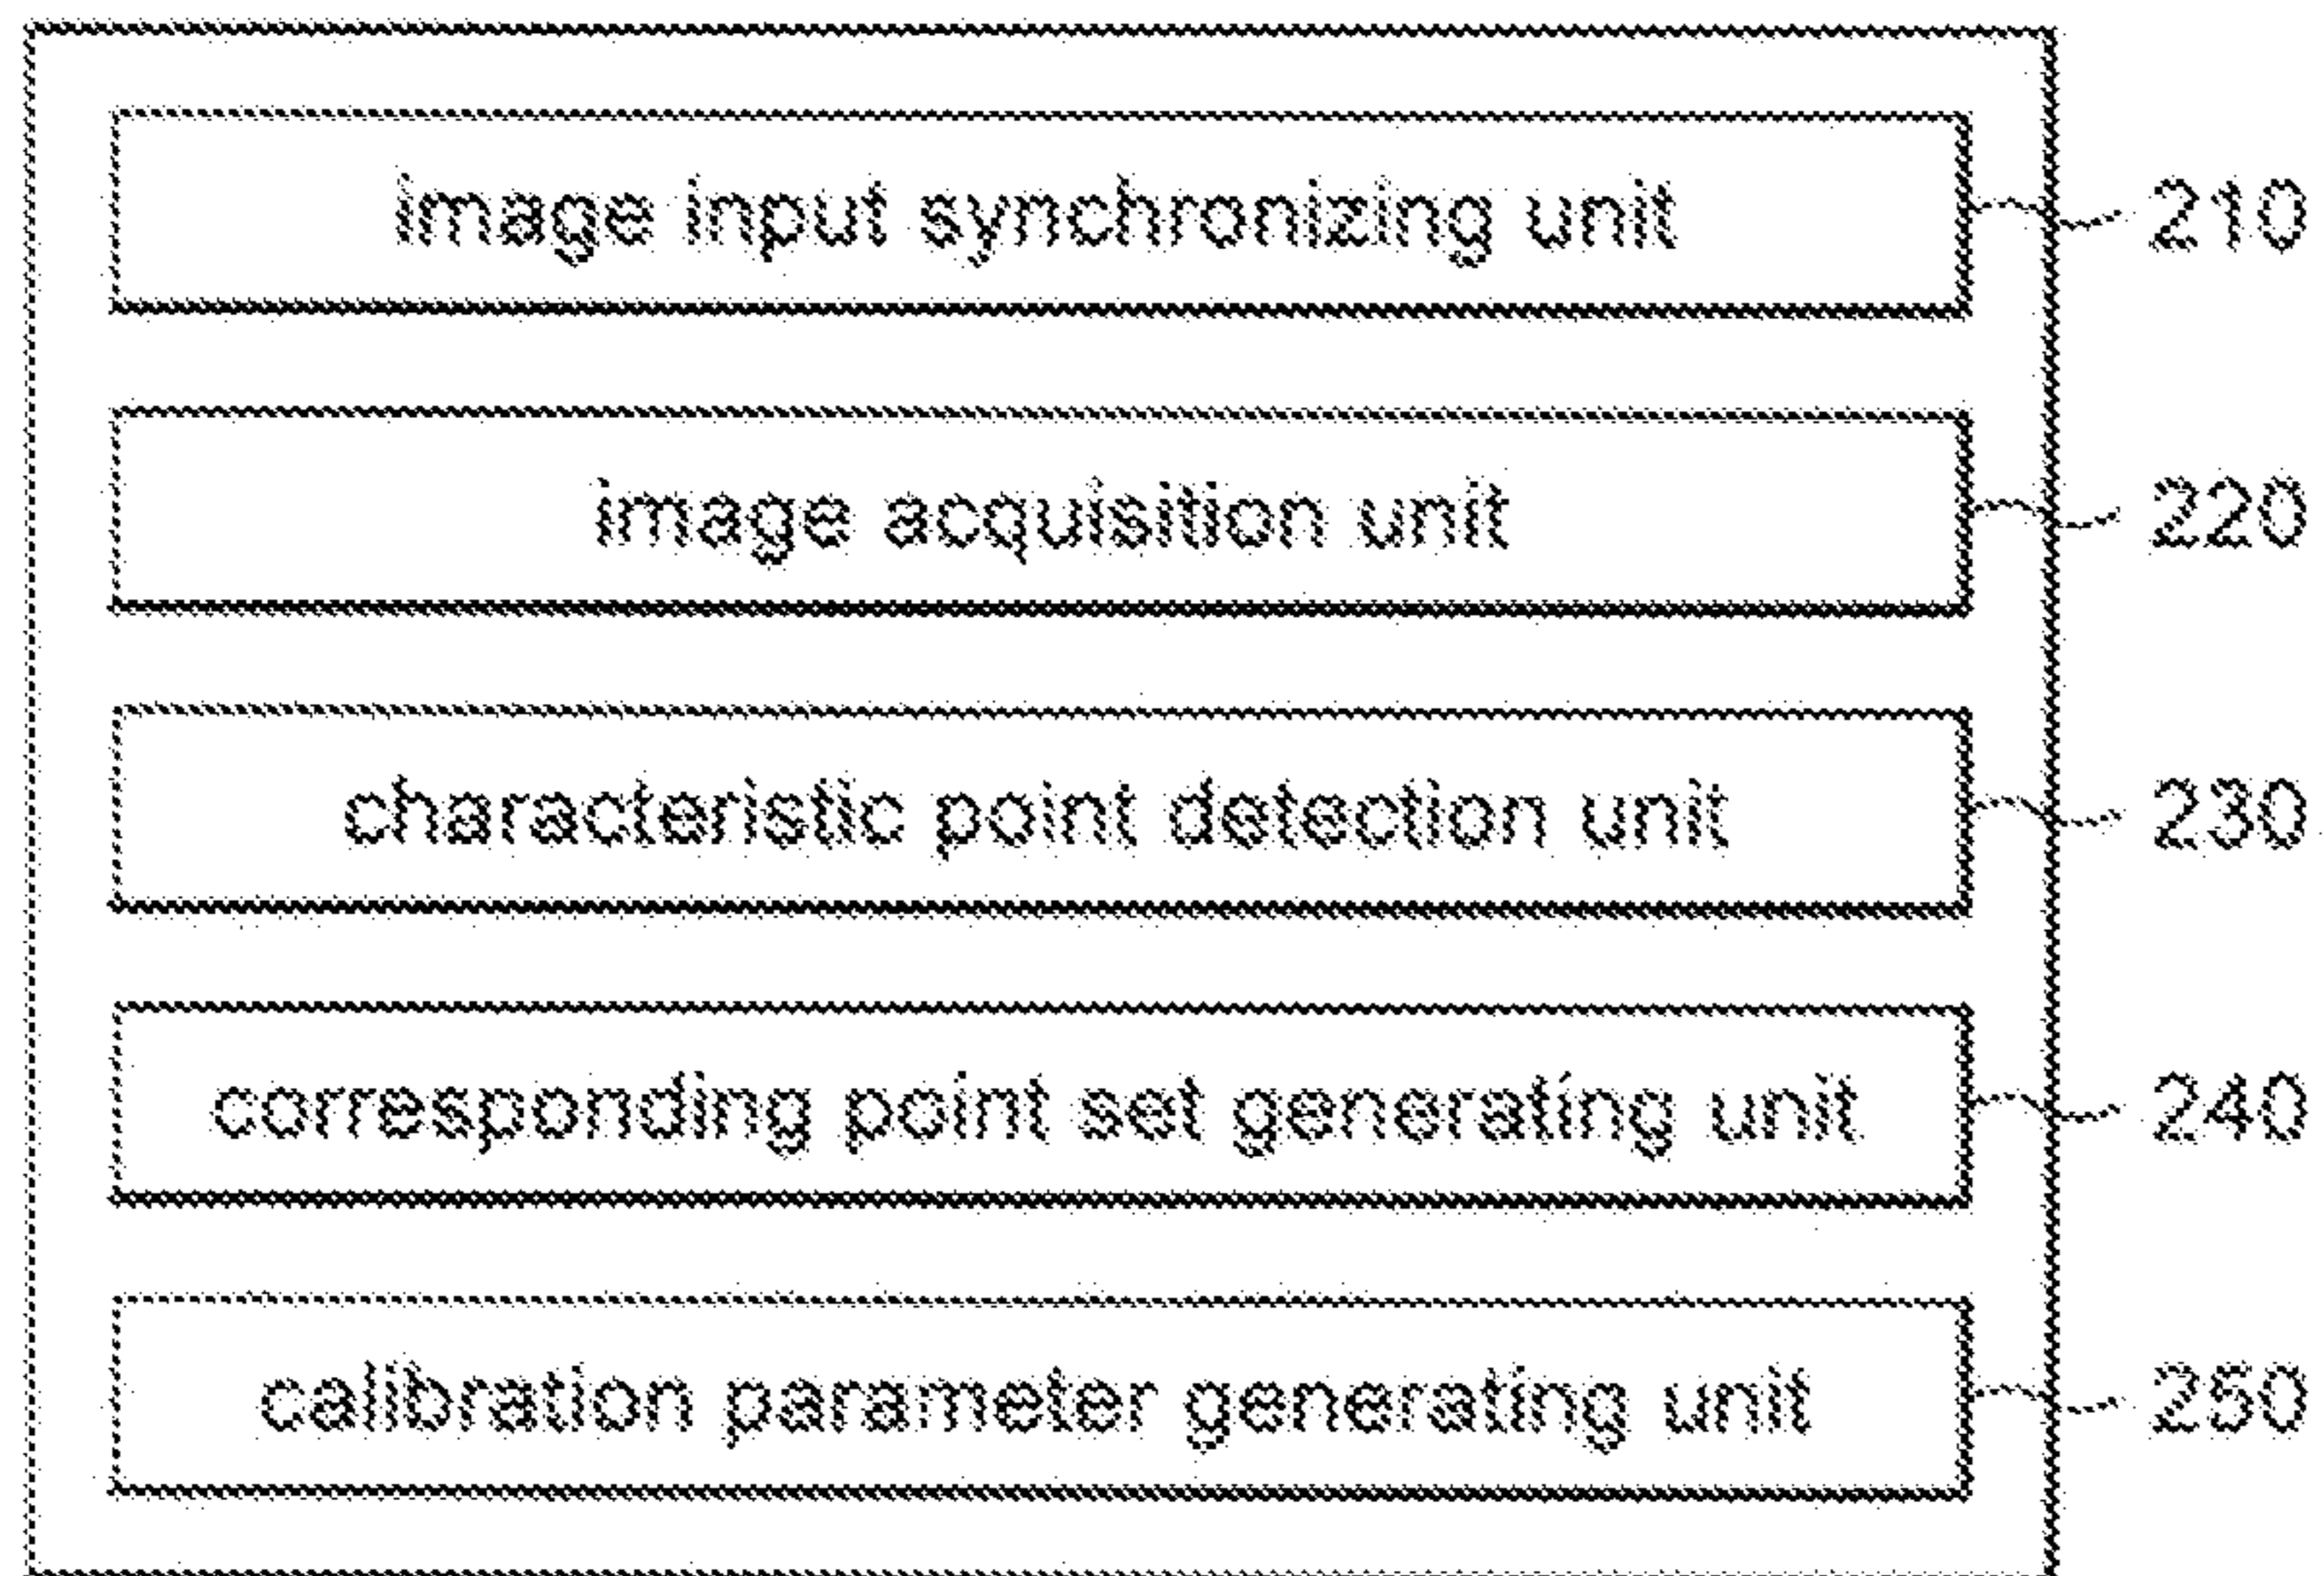 image input synchronizing unit 210
image acquisition unit 220
characteristic point detection unit 230
corresponding point set generating unit 240
calibration parameter generating unit 250